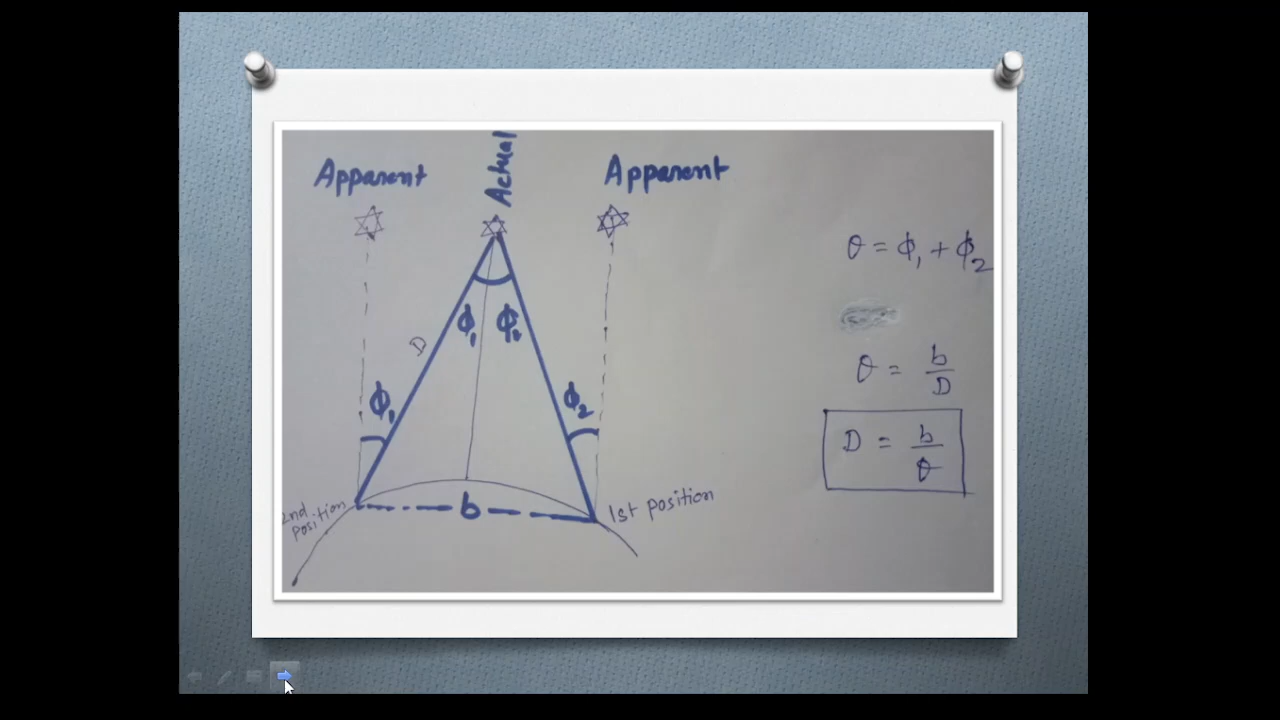 Apparent
Actual
Apparent
θ = ϕ₁ + ϕ₂
ϕ₁ ϕ₂
D
θ = b/D
ϕ₁
ϕ₂
D = b/θ
2nd. position
b
1st position